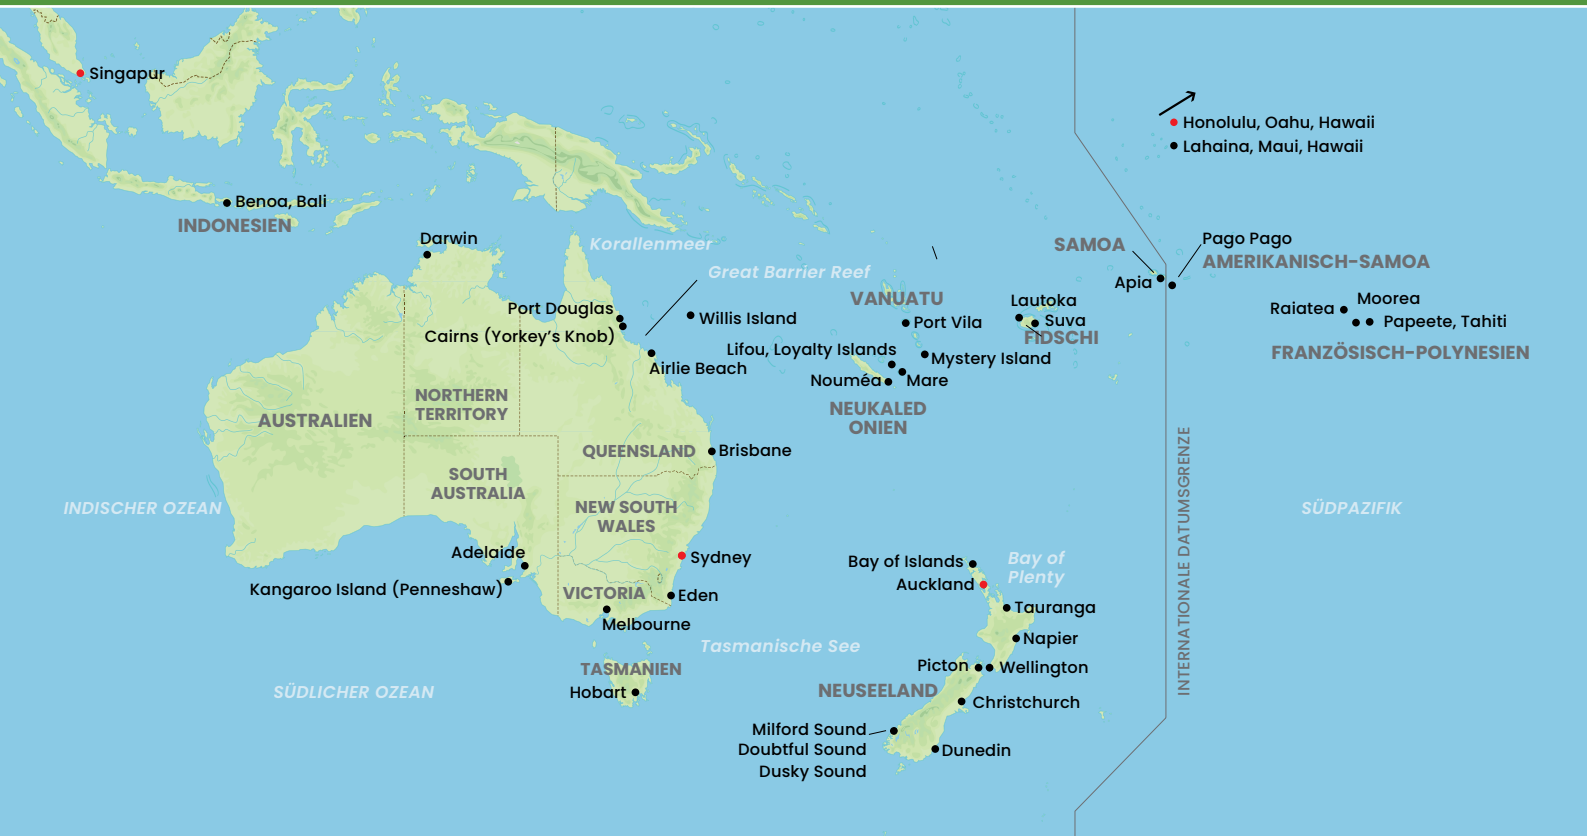 Singapur
Honolulu, Oahu, Hawaii
Lahaina, Maui, Hawaii
Benoa, Bali
INDONESIEN
Darwin
Korallenmeer
Great Barrier Reef
SAMOA
Pago Pago
AMERIKANISCH-SAMOA
Apia
VANUATU
Lautoka
Suva
FIDSCHI
Raiatea
Moorea
Papeete, Tahiti
FRANZÖSISCH-POLYNESIEN
Port Douglas
Cairns (Yorkey's Knob)
Willis Island
Port Vila
Airlie Beach
Lifou, Loyalty Islands
Mystery Island
Nouméa
Mare
NEUKALED
ONIEN
AUSTRALIEN
NORTHERN
TERRITORY
QUEENSLAND
Brisbane
SOUTH
AUSTRALIA
NEW SOUTH
WALES
INDISCHER OZEAN
SÜDPAZIFIK
INTERNATIONALE DATUMSGRENZE
Adelaide
Sydney
Kangaroo Island (Penneshaw)
VICTORIA
Eden
Melbourne
Bay of Islands
Auckland
Bay of
Plenty
Tauranga
Napier
Tasmanische See
TASMANIEN
Hobart
SÜDLICHER OZEAN
Picton
Wellington
NEUSEELAND
Christchurch
Milford Sound
Doubtful Sound
Dusky Sound
Dunedin